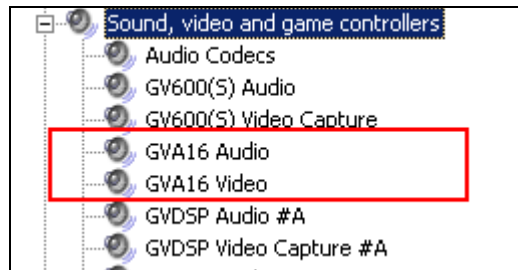 Sound, video and game controllers
Audio Codecs
GV600(S) Audio
GV600(S) Video Capture
GVA16 Audio
GVA16 Video
GVDSP Audio #A
GVDSP Video Capture #A